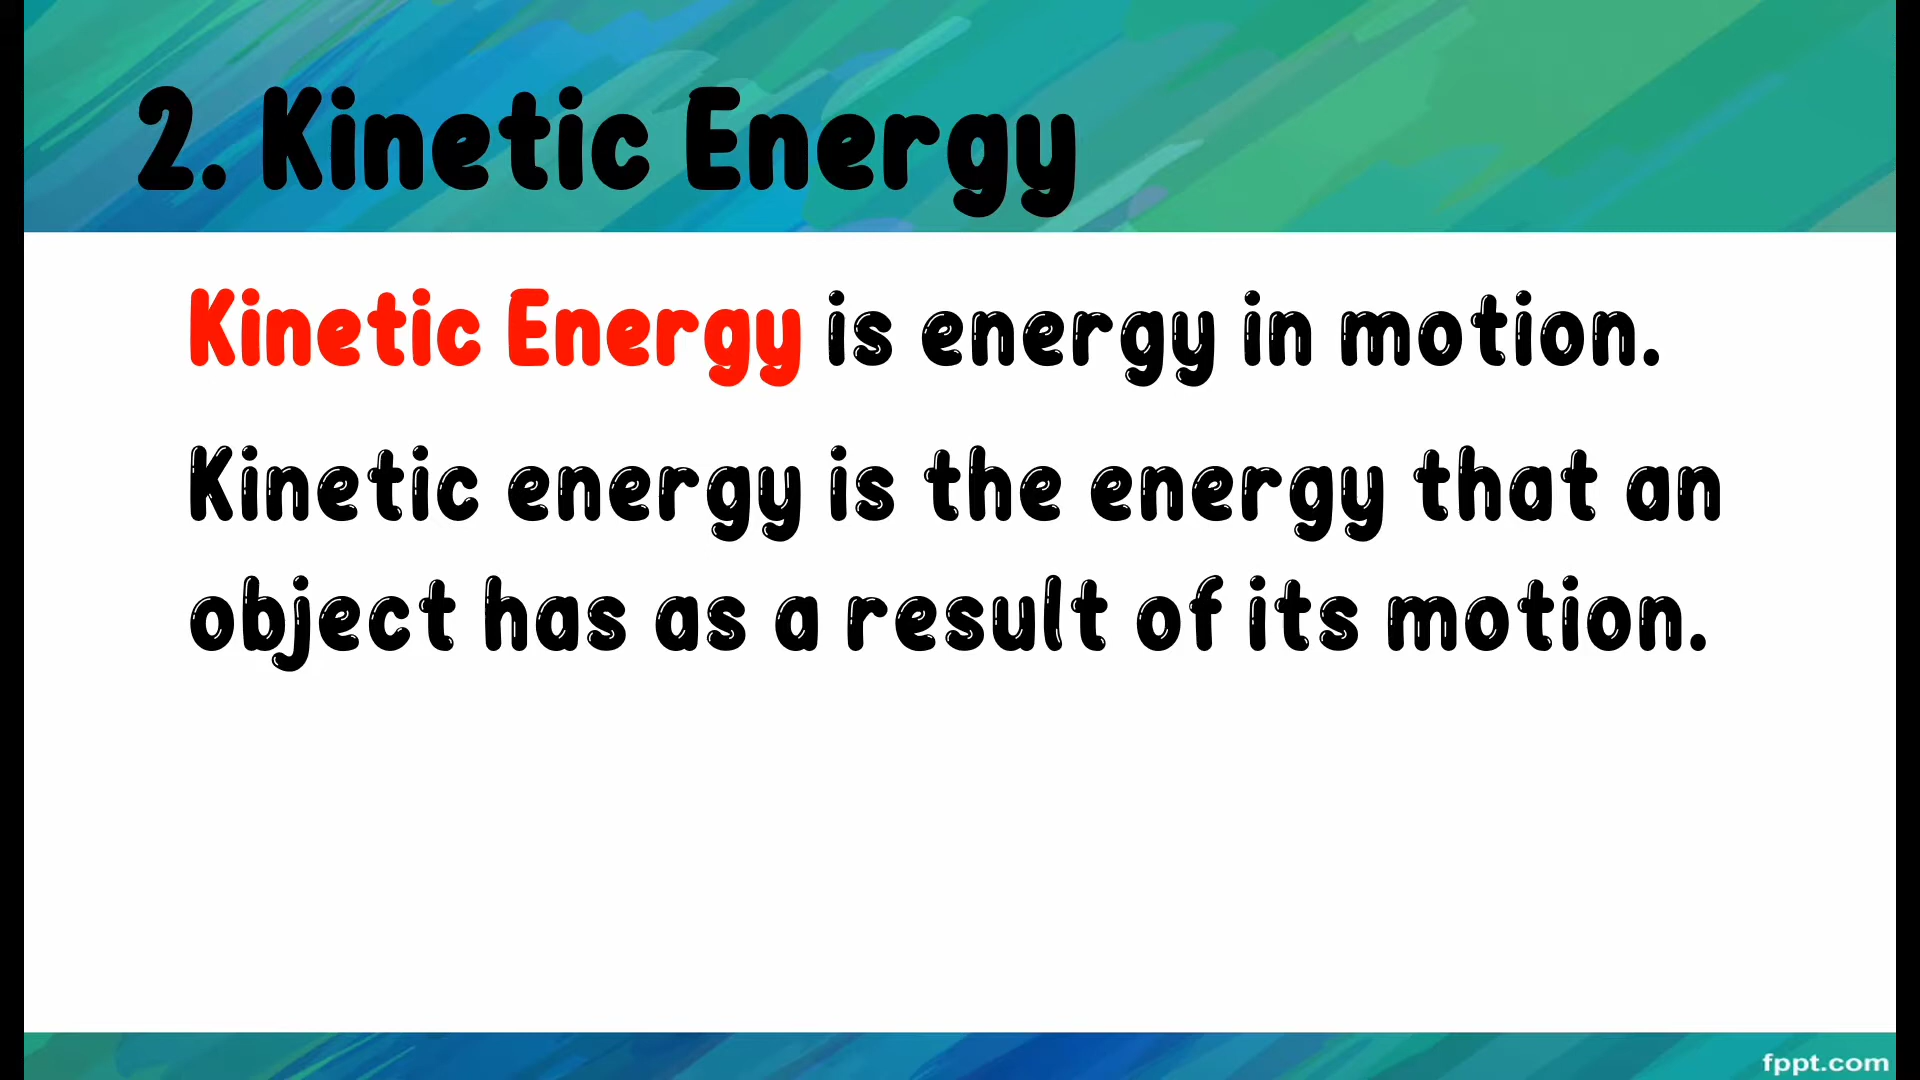 2. Kinetic Energy
Kinetic Energy is energy in motion.
Kinetic energy is the energy that an
object has as a result of its motion.
fppt.com